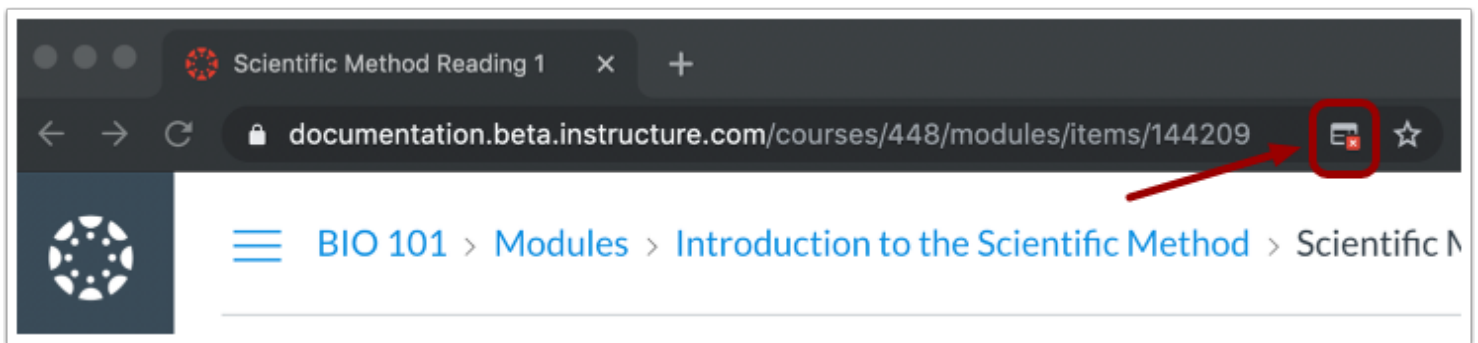 Scientific Method Reading 1
documentation.beta.instructure.com/courses/448/modules/items/144209
BIO 101 > Modules > Introduction to the Scientific Method > Scientific